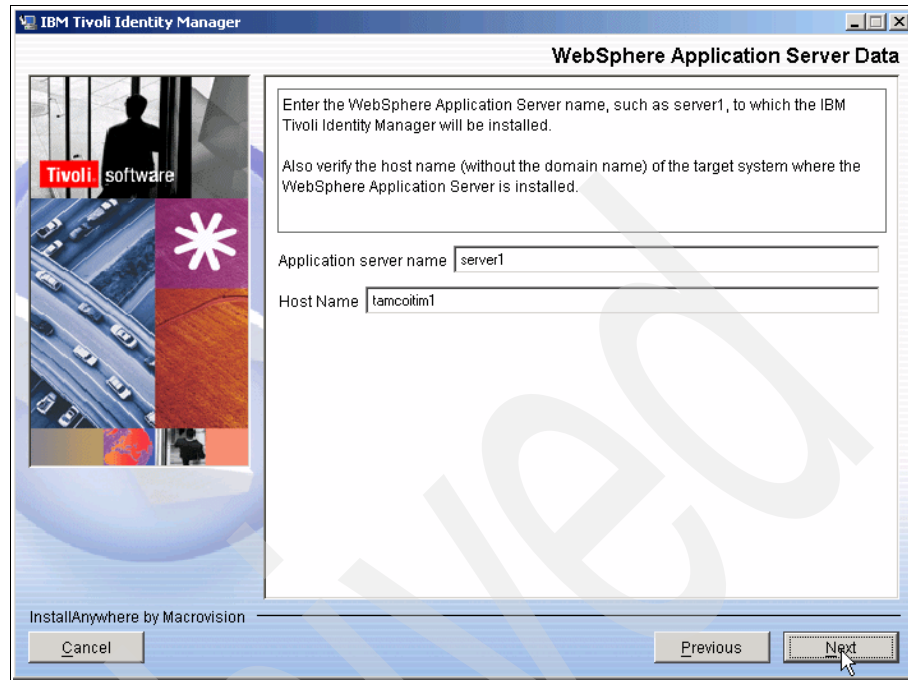 IBM Tivoli Identity Manager
WebSphere Application Server Data
Tivoli. software
Enter the WebSphere Application Server name, such as server1, to which the IBM
Tivoli Identity Manager will be installed.
Also verify the host name (without the domain name) of the target system where the
WebSphere Application Server is installed.
Application server name server1
Host Name tamcoitim1
InstallAnywhere by Macrovision
Cancel
Previous
Next